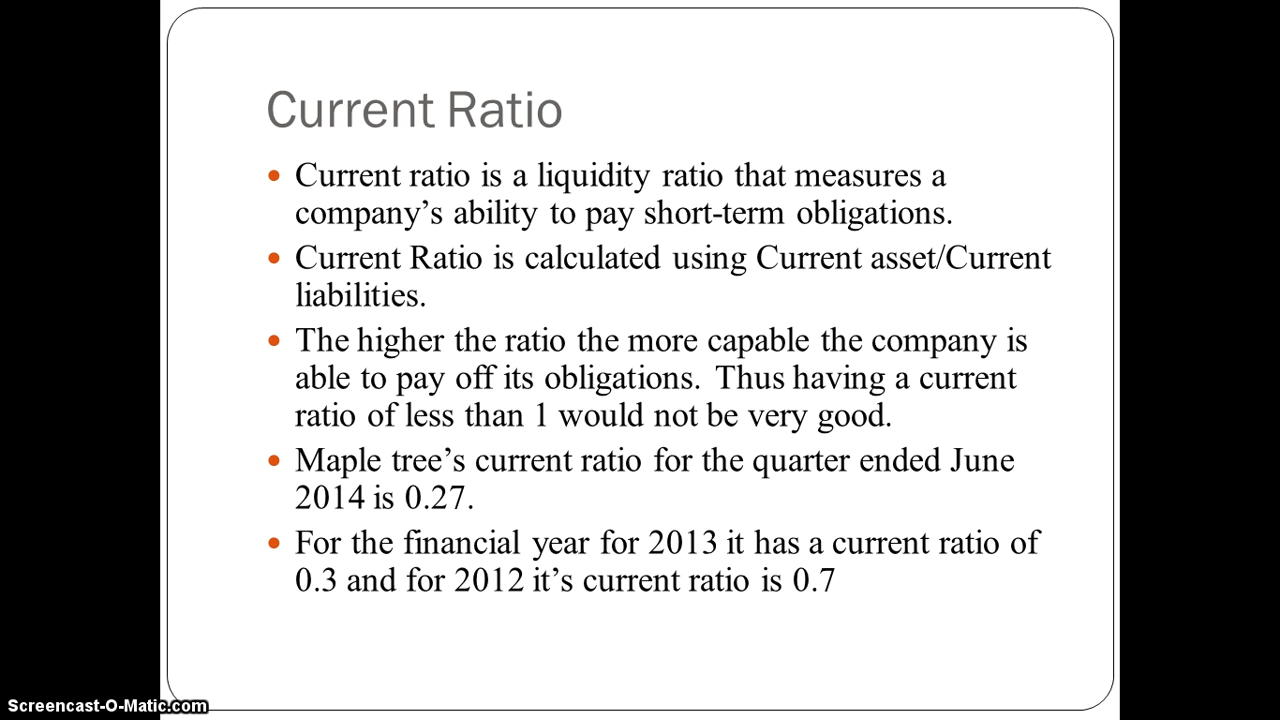 Current Ratio
Current ratio is a liquidity ratio that measures a
company’s ability to pay short-term obligations.
Current Ratio is calculated using Current asset/Current
liabilities.
The higher the ratio the more capable the company is
able to pay off its obligations. Thus having a current
ratio of less than 1 would not be very good.
Maple tree’s current ratio for the quarter ended June
2014 is 0.27.
For the financial year for 2013 it has a current ratio of
0.3 and for 2012 it’s current ratio is 0.7
Screencast-O-Matic.com